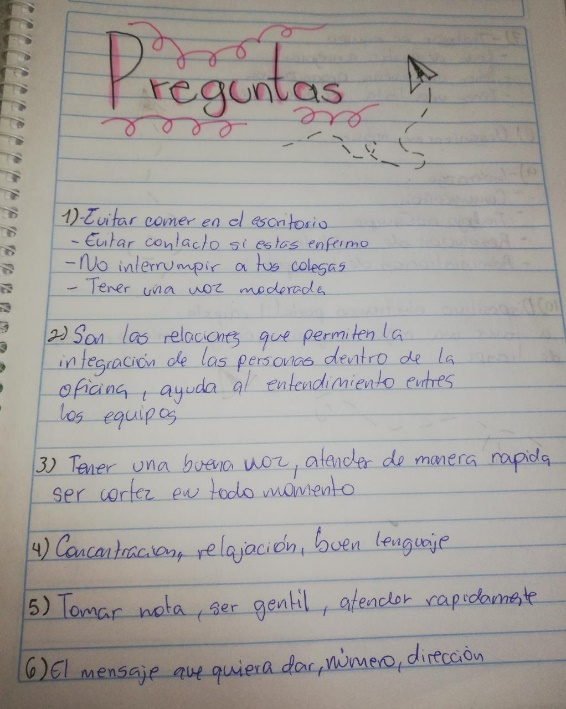 Preguntas
1)-Evitar comer en el escritorio
- Evitar contacto si estas enfermo
- No interrumpir a tus colegas
- Tener una voz moderada
2) Son las relaciones que permiten la
integración de las personas dentro de la
oficina, ayuda al entendimiento entres
los equipos
3) Tener una buena voz, atender de manera rapida
ser cortez en todo momento
4) Concentracion, relajación, buen lenguaje
5) Tomar nota, ser gentil, atender rapidamente
6) El mensaje que quiera dar, número, dirección